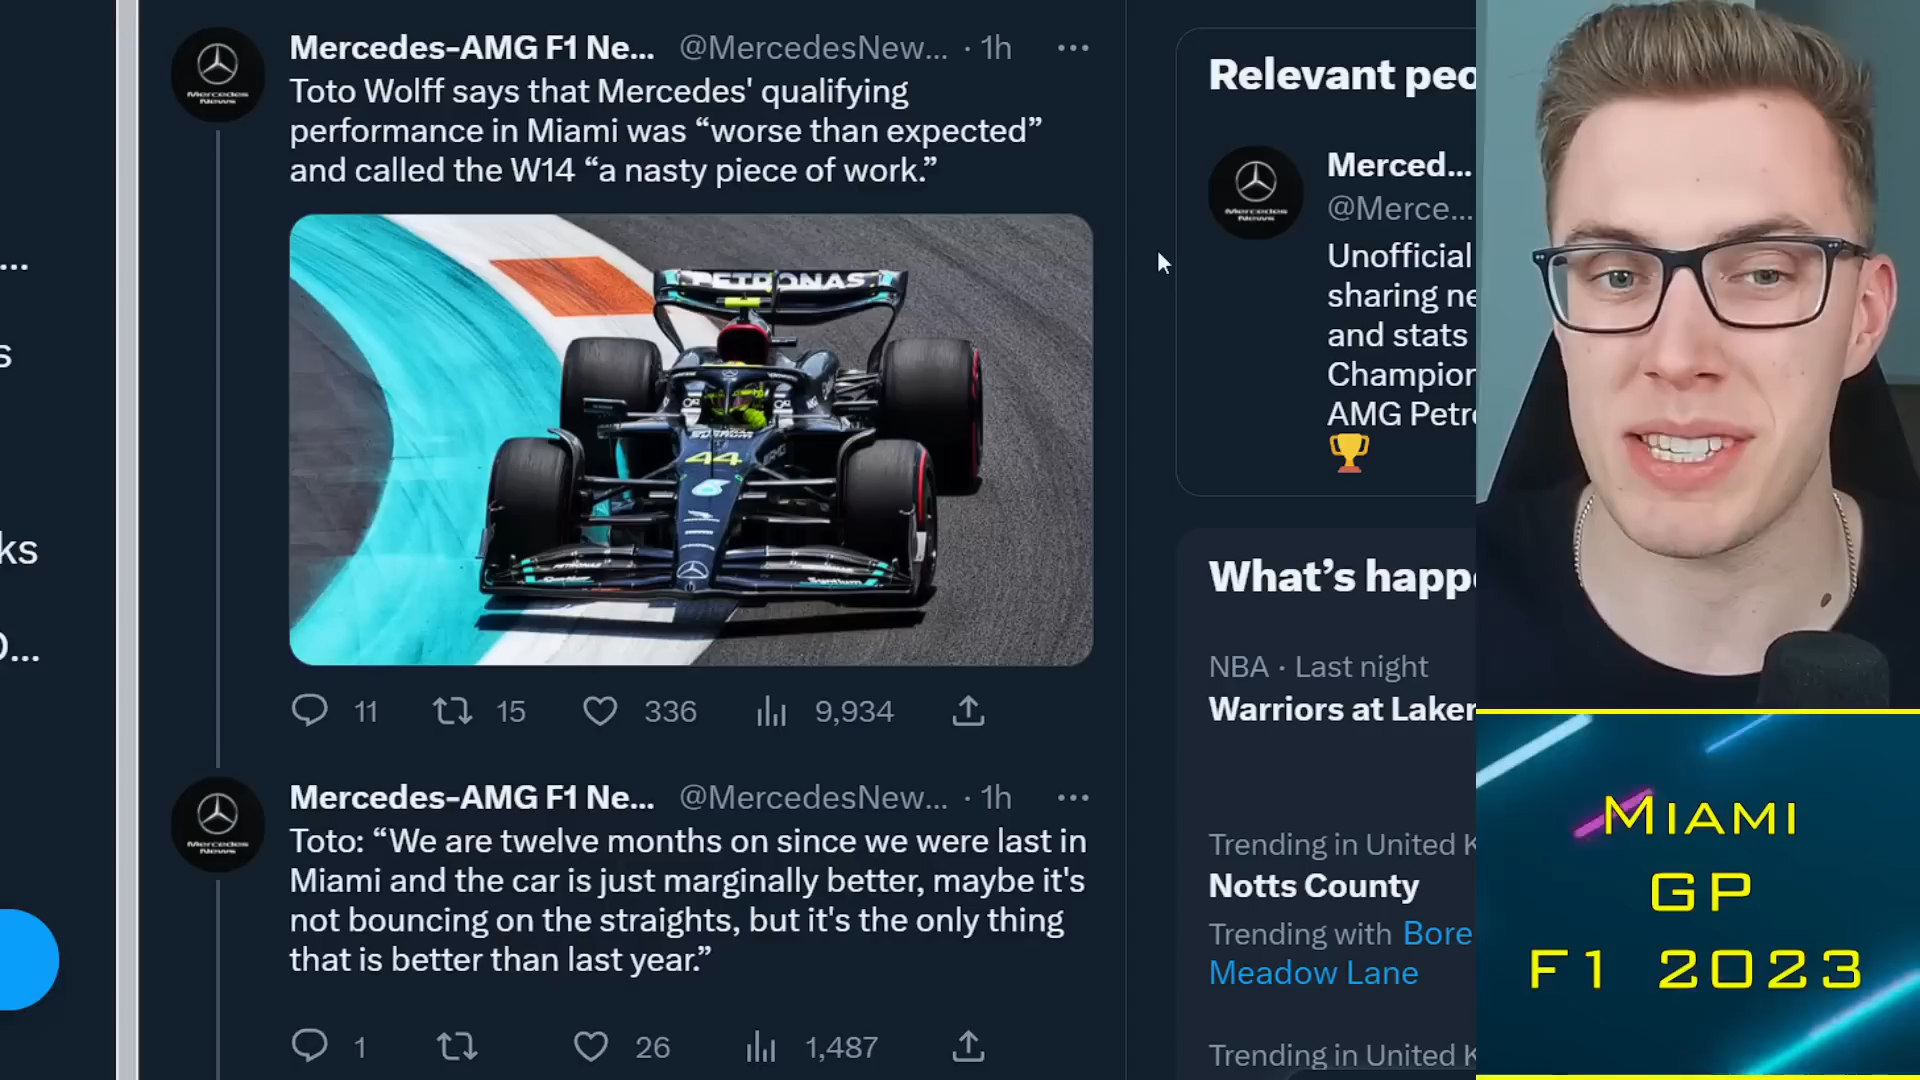 Mercedes-AMG F1 Ne... @MercedesNew... · 1h
Toto Wolff says that Mercedes' qualifying
performance in Miami was “worse than expected”
and called the W14 “a nasty piece of work.”
PETRONAS
44
11 15 336 9,934
Mercedes-AMG F1 Ne... @MercedesNew... · 1h
Toto: “We are twelve months on since we were last in
Miami and the car is just marginally better, maybe it's
not bouncing on the straights, but it's the only thing
that is better than last year.”
1 26 1,487
Mercedes
News
Relevant peo
Merced...
@Merce...
Unofficial
sharing ne
and stats
Champior
AMG Petr
What’s happ
NBA · Last night
Warriors at Laker
Trending in United K
Notts County
Trending with Bore
Meadow Lane
Trending in United K
MIAMI
GP
F1 2023